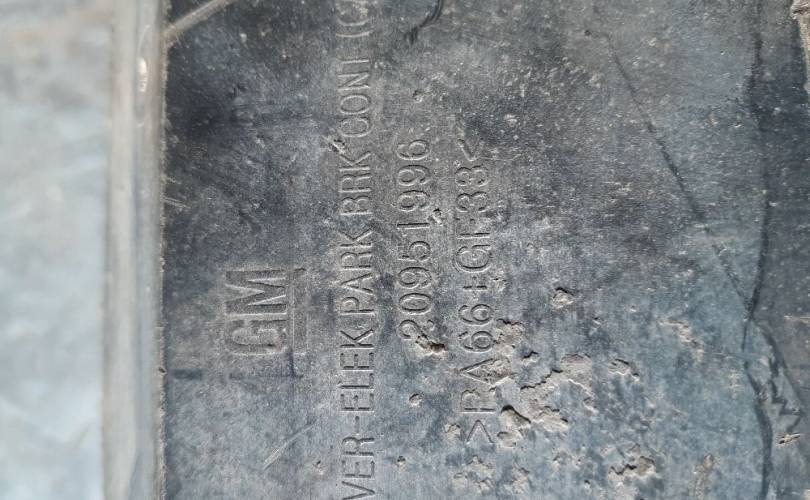 GM
VER-ELEK PARK BRK CONT (C
20951996
>PA66+GF33<